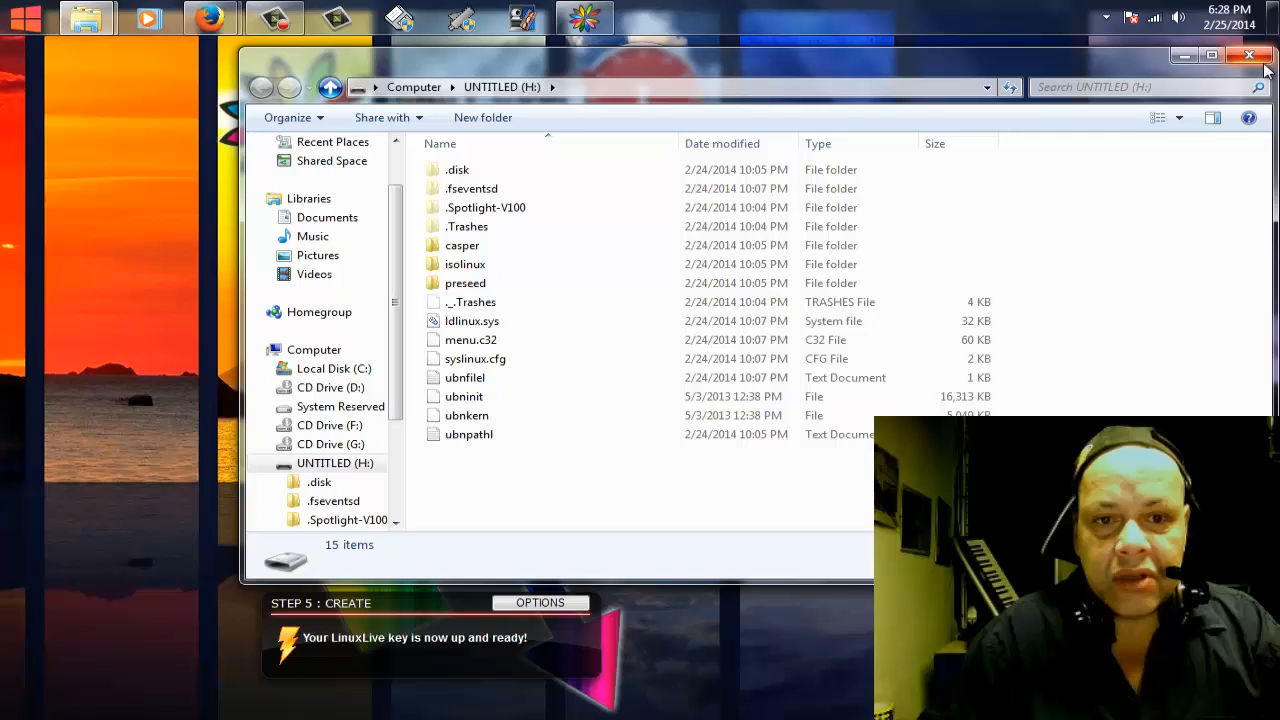 6:28 PM
2/25/2014
Computer UNTITLED (H:)
Search UNTITLED (H:)
Organize Share with New folder
Name Date modified Type Size
Recent Places
Shared Space
Libraries
Documents
Music
Pictures
Videos
Homegroup
Computer
Local Disk (C:)
CD Drive (D:)
System Reserved
CD Drive (F:)
CD Drive (G:)
UNTITLED (H:)
.disk
.fseventsd
.Spotlight-V100
.disk 2/24/2014 10:05 PM File folder
.fseventsd 2/24/2014 10:07 PM File folder
.Spotlight-V100 2/24/2014 10:04 PM File folder
.Trashes 2/24/2014 10:04 PM File folder
casper 2/24/2014 10:05 PM File folder
isolinux 2/24/2014 10:05 PM File folder
preseed 2/24/2014 10:05 PM File folder
._.Trashes 2/24/2014 10:04 PM TRASHES File 4 KB
ldlinux.sys 2/24/2014 10:07 PM System file 32 KB
menu.c32 2/24/2014 10:07 PM C32 File 60 KB
syslinux.cfg 2/24/2014 10:07 PM CFG File 2 KB
ubnfilel 2/24/2014 10:07 PM Text Document 1 KB
ubninit 5/3/2013 12:38 PM File 16,313 KB
ubnkern 5/3/2013 12:38 PM File 5,049 KB
ubnpathl 2/24/2014 10:05 PM Text Docume
15 items
STEP 5 : CREATE OPTIONS
Your LinuxLive key is now up and ready!